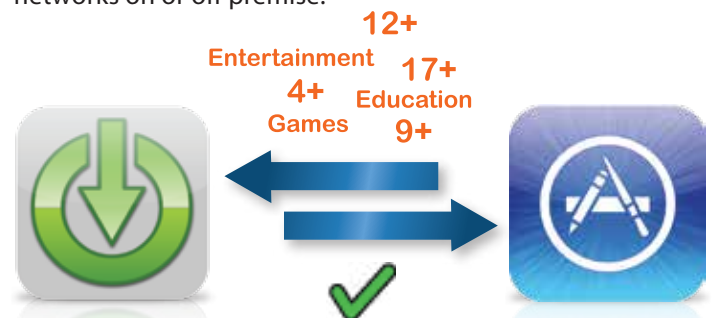 networks on or off premise.
12+
Entertainment 17+
4+ Education
Games 9+